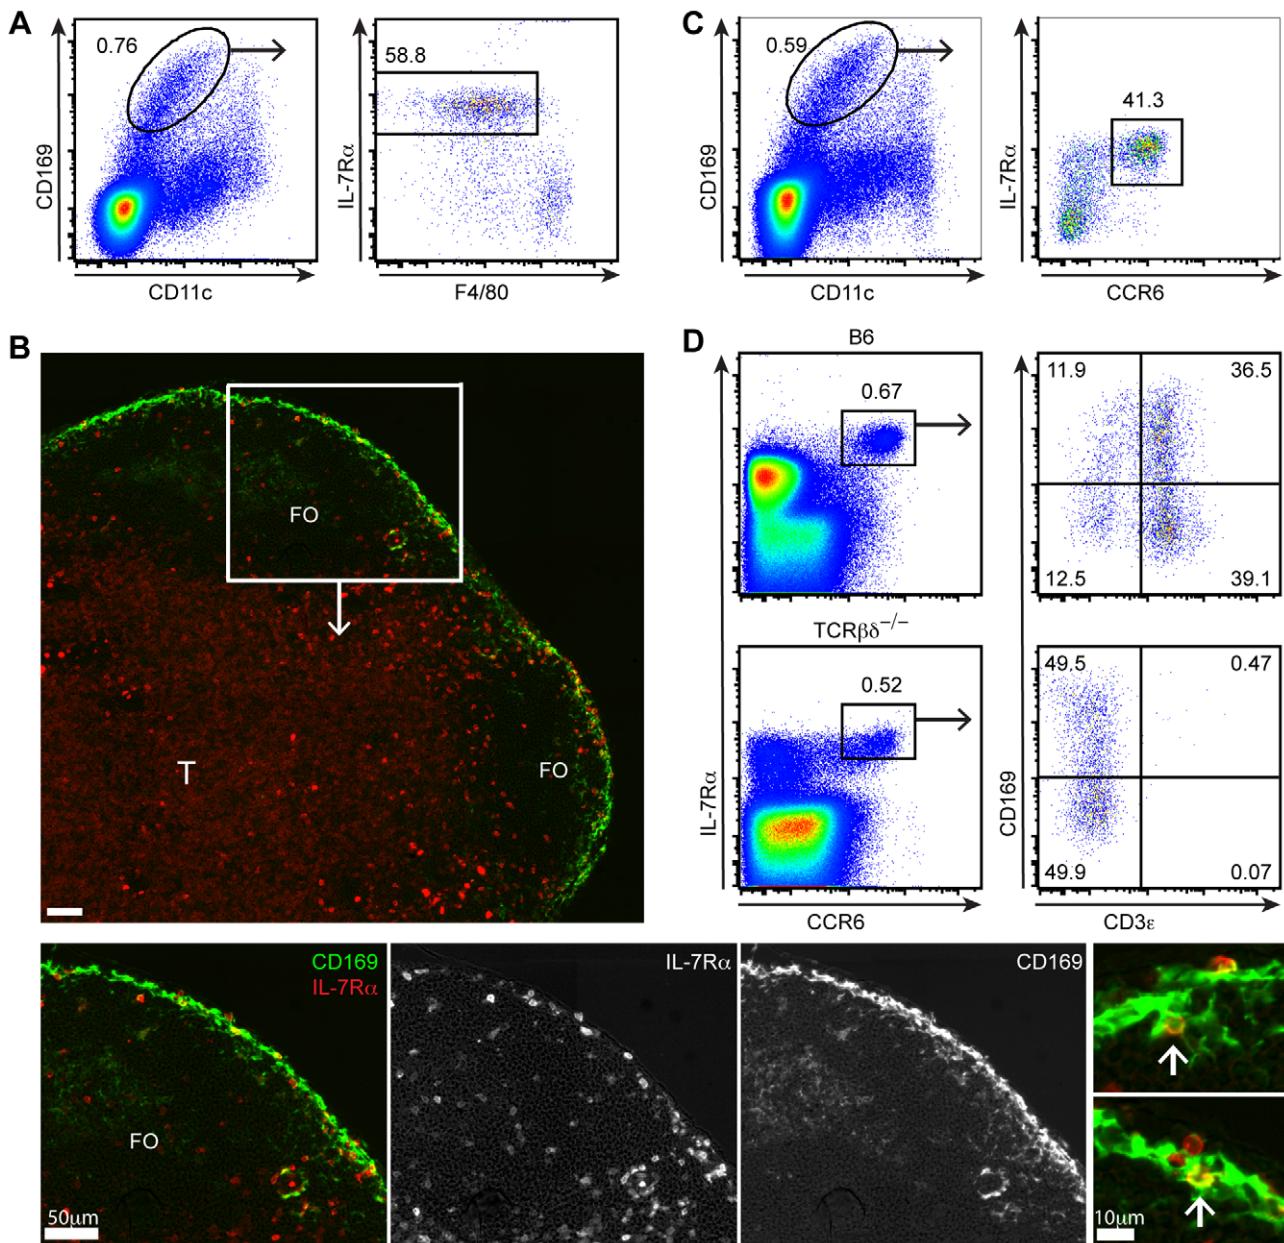 A
0.76
CD169
CD11c
58.8
IL-7Rα
F4/80
C
0.59
CD169
CD11c
41.3
IL-7Rα
CCR6
B
FO
T
FO
D
B6
0.67
11.9
36.5
12.5
39.1
TCRβδ−/−
0.52
49.5
0.47
49.9
0.07
IL-7Rα
CCR6
CD169
CD3ε
CD169
IL-7Rα
FO
50μm
IL-7Rα
CD169
10μm